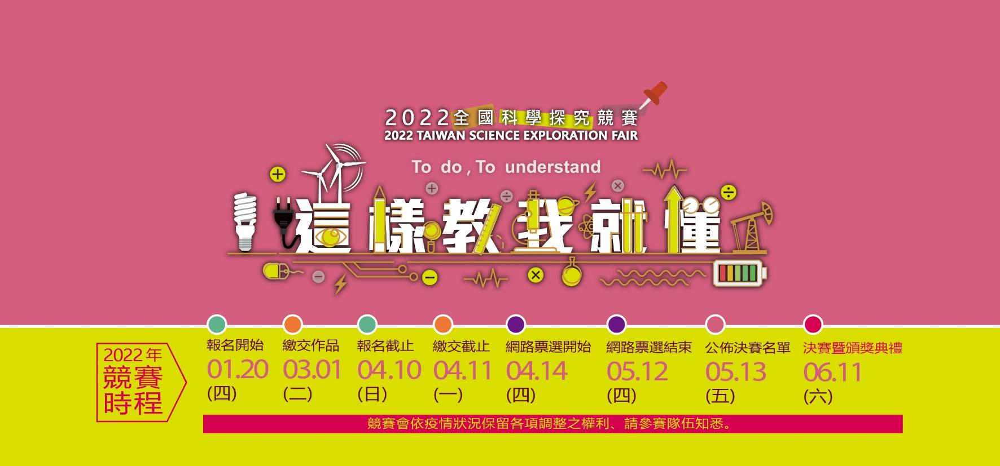 2022全國科學探究競賽
2022 TAIWAN SCIENCE EXPLORATION FAIR
To do , To understand
這樣教我就懂
2022年
競賽
時程
報名開始
01.20
(四)
繳交作品
03.01
(二)
報名截止
04.10
(日)
繳交截止
04.11
(一)
網路票選開始
04.14
(四)
網路票選結束
05.12
(四)
公佈決賽名單
05.13
(五)
決賽暨頒獎典禮
06.11
(六)
競賽會依疫情狀況保留各項調整之權利、請參賽隊伍知悉。